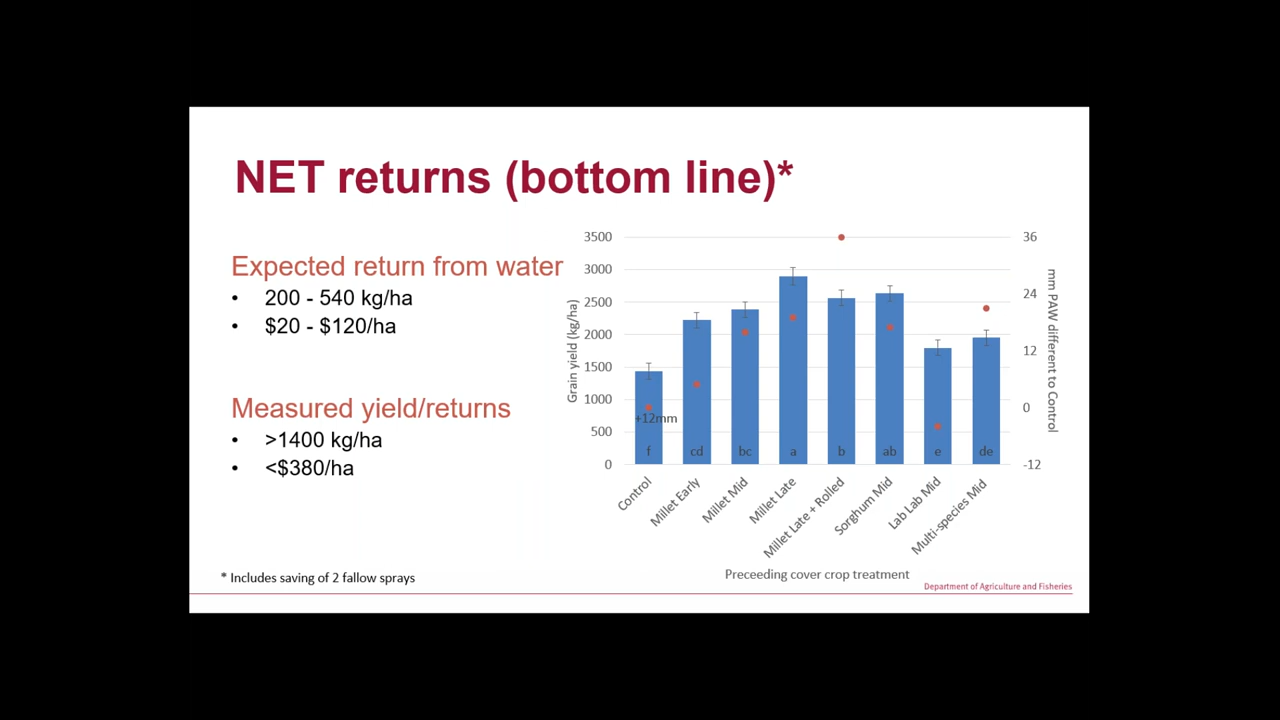 NET returns (bottom line)*
Expected return from water
• 200 - 540 kg/ha
• $20 - $120/ha
Measured yield/returns
• >1400 kg/ha
• <$380/ha
* Includes saving of 2 fallow sprays
Grain yield (kg/ha)
3500
3000
2500
2000
1500
1000
500
0
mm PAW different to Control
36
24
12
0
-12
+12mm
f
cd
bc
a
b
ab
e
de
Control
Millet Early
Millet Mid
Millet Late
Millet Late + Rolled
Sorghum Mid
Lab Lab Mid
Multi-species Mid
Preceeding cover crop treatment
Department of Agriculture and Fisheries